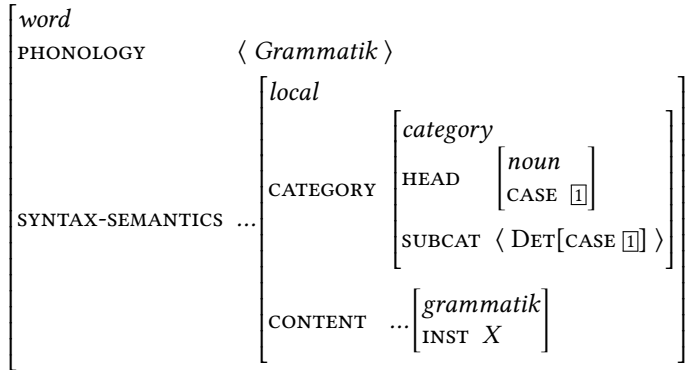 word
PHONOLOGY ⟨ Grammatik ⟩
local
category
noun
HEAD
CASE 1
CATEGORY
SYNTAX-SEMANTICS ...
SUBCAT ⟨ DET[CASE 1] ⟩
grammatik
CONTENT ...
INST X